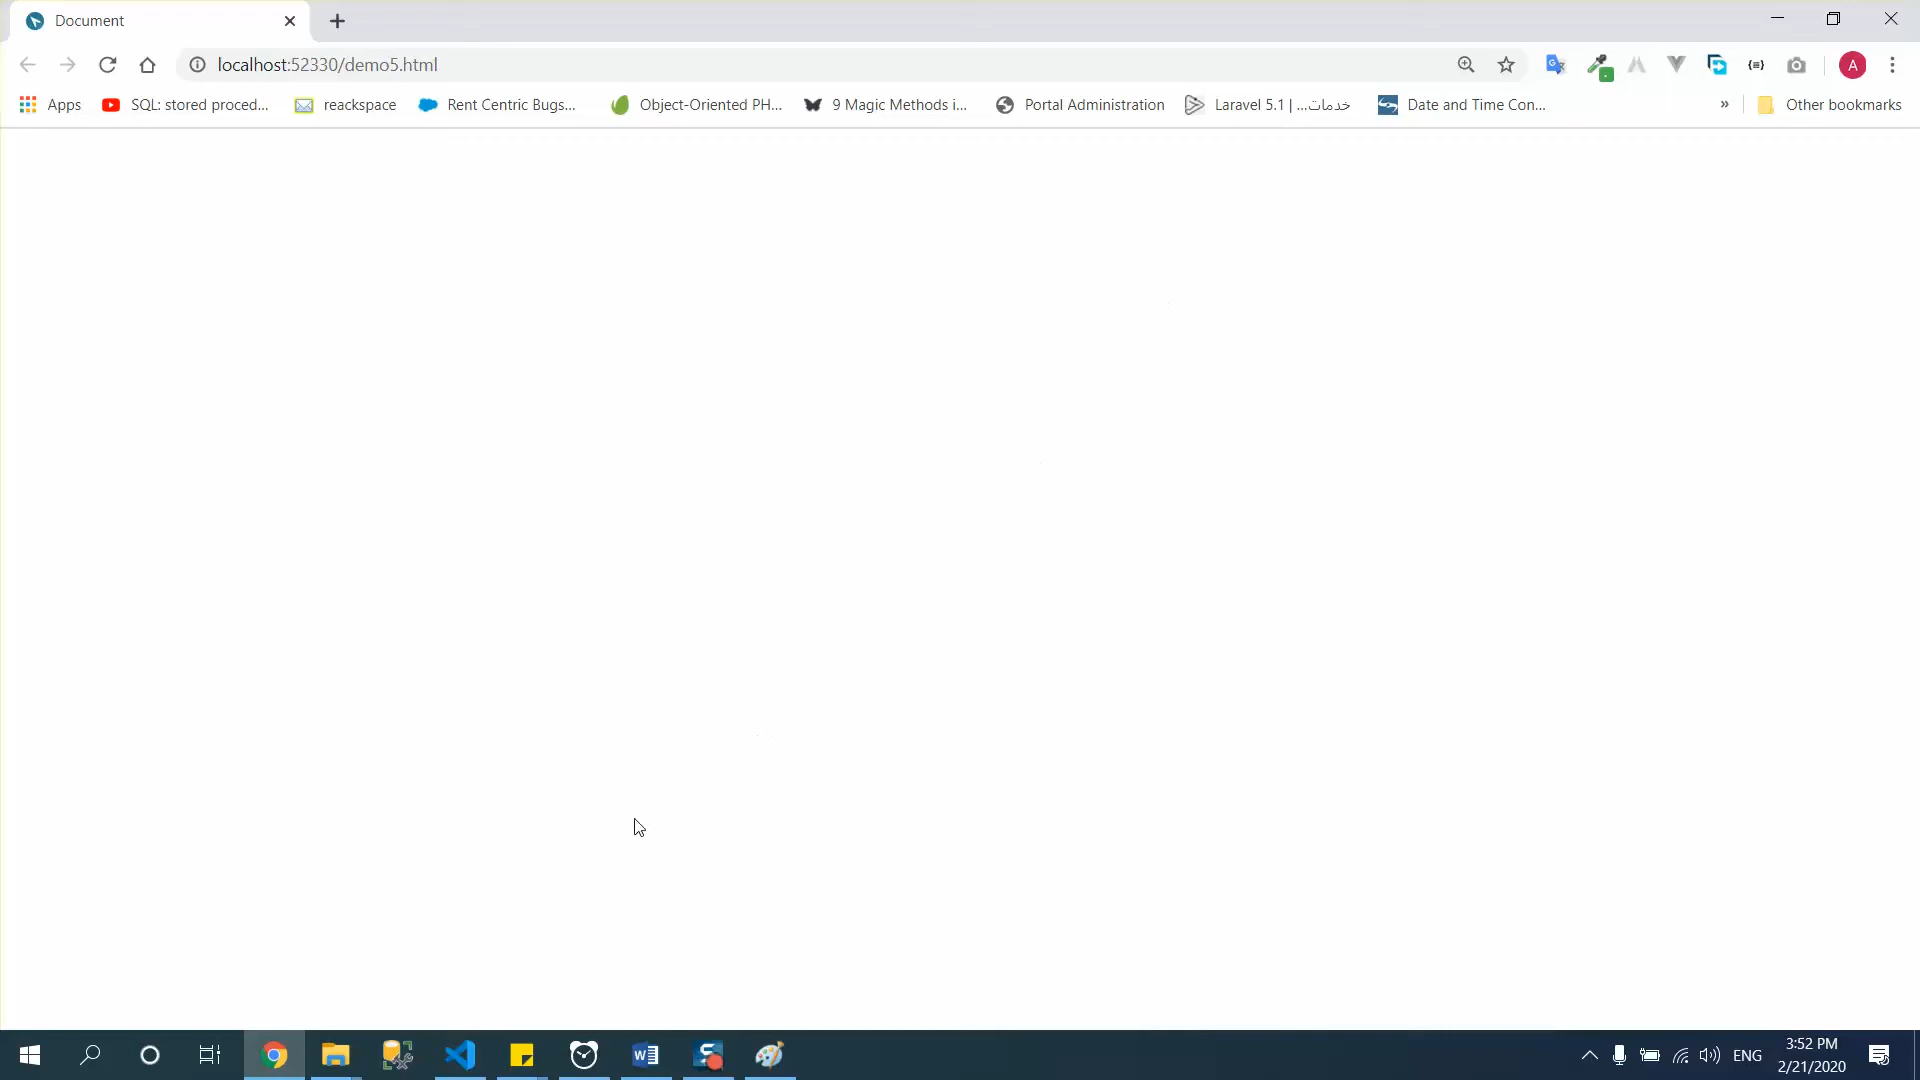 Document
localhost:52330/demo5.html
A
Apps
SQL: stored proced...
reackspace
Rent Centric Bugs...
Object-Oriented PH...
9 Magic Methods i...
Portal Administration
Laravel 5.1 | ...خدمات
Date and Time Con...
»
Other bookmarks
ENG
3:52 PM
2/21/2020